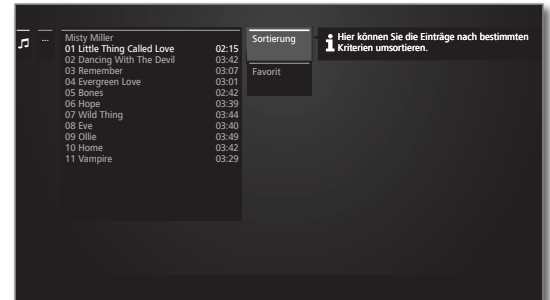 ...
Misty Miller
01 Little Thing Called Love 02:15
02 Dancing With The Devil 03:42
03 Remember 03:07
04 Evergreen Love 03:01
05 Bones 02:42
06 Hope 03:39
07 Wild Thing 03:44
08 Eve 03:40
09 Ollie 03:49
10 Home 03:42
11 Vampire 03:29
Sortierung
Favorit
Hier können Sie die Einträge nach bestimmten
Kriterien umsortieren.